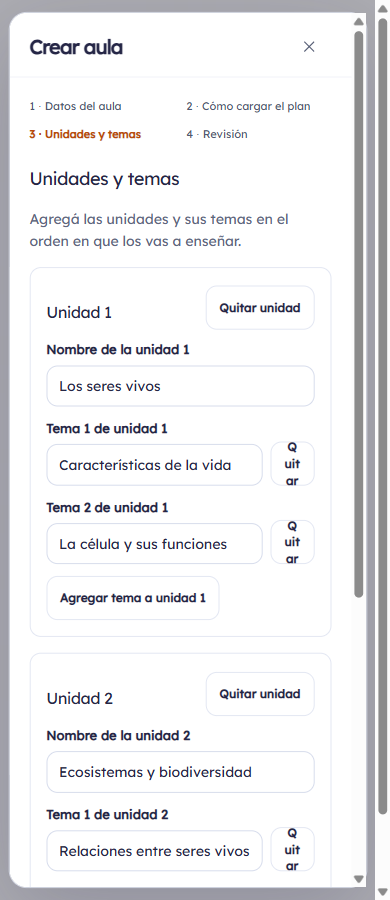 Crear aula
1 · Datos del aula
2 · Cómo cargar el plan
3 · Unidades y temas
4 · Revisión
Unidades y temas
Agregá las unidades y sus temas en el
orden en que los vas a enseñar.
Unidad 1
Quitar unidad
Nombre de la unidad 1
Los seres vivos
Tema 1 de unidad 1
Características de la vida
Q
uit
ar
Tema 2 de unidad 1
La célula y sus funciones
Q
uit
ar
Agregar tema a unidad 1
Unidad 2
Quitar unidad
Nombre de la unidad 2
Ecosistemas y biodiversidad
Tema 1 de unidad 2
Relaciones entre seres vivos
Q
uit
ar